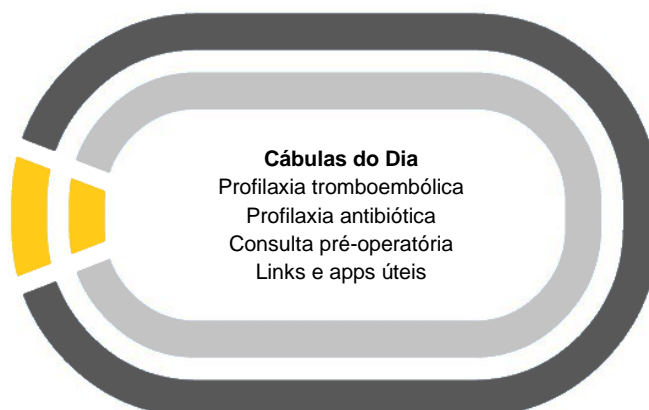 Cábulas do Dia
Profilaxia tromboembólica
Profilaxia antibiótica
Consulta pré-operatória
Links e apps úteis